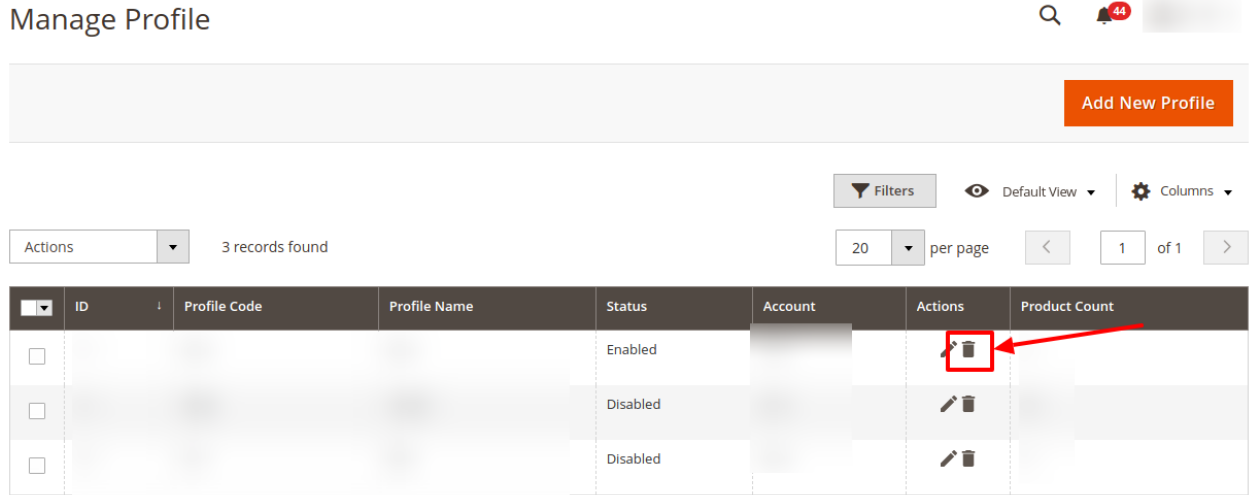 Manage Profile
44
Add New Profile
Filters
Default View
Columns
Actions
3 records found
20
per page
1
of 1
ID ↓ Profile Code Profile Name Status Account Actions Product Count
Enabled
Disabled
Disabled